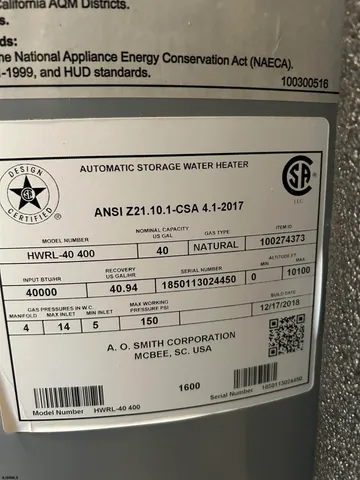 California AQM Districts.
s.
ds:
he National Appliance Energy Conservation Act (NAECA).
-1999, and HUD standards.
100300516
DESIGN CERTIFIED
AUTOMATIC STORAGE WATER HEATER
ANSI Z21.10.1-CSA 4.1-2017
LLC
MODEL NUMBER NOMINAL CAPACITY US GAL GAS TYPE ITEM ID
HWRL-40 400 40 NATURAL 100274373
INPUT BTU/HR RECOVERY US GAL/HR ALTITUDE FT MIN MAX
40000 40.94 1850113024450 0 10100
GAS PRESSURES IN W.C. MAX WORKING PRESSURE PSI BUILD DATE
MANIFOLD MAX INLET MIN INLET
4 14 5 150 12/17/2018
A. O. SMITH CORPORATION
MCBEE, SC. USA
1600
Model Number HWRL-40 400
Serial Number 1850113024450